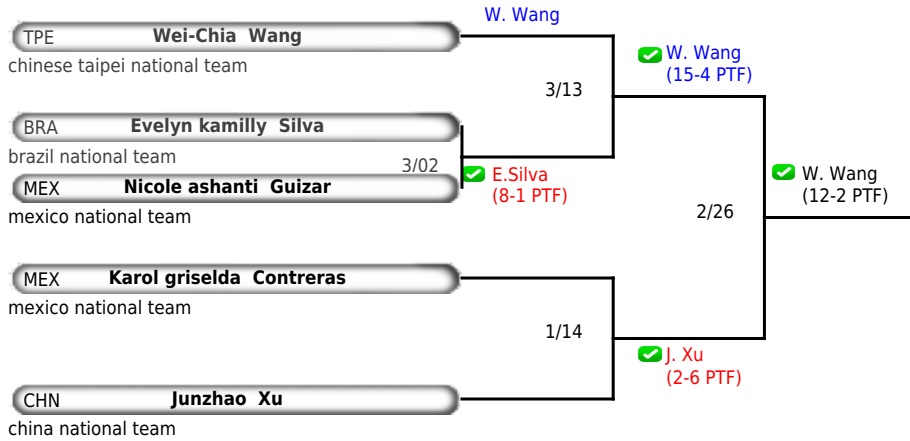 W. Wang
TPE Wei-Chia Wang
chinese taipei national team
W. Wang
(15-4 PTF)
3/13
BRA Evelyn kamilly Silva
brazil national team
3/02
E.Silva
(8-1 PTF)
MEX Nicole ashanti Guizar
mexico national team
W. Wang
(12-2 PTF)
2/26
MEX Karol griselda Contreras
mexico national team
1/14
J. Xu
(2-6 PTF)
CHN Junzhao Xu
china national team